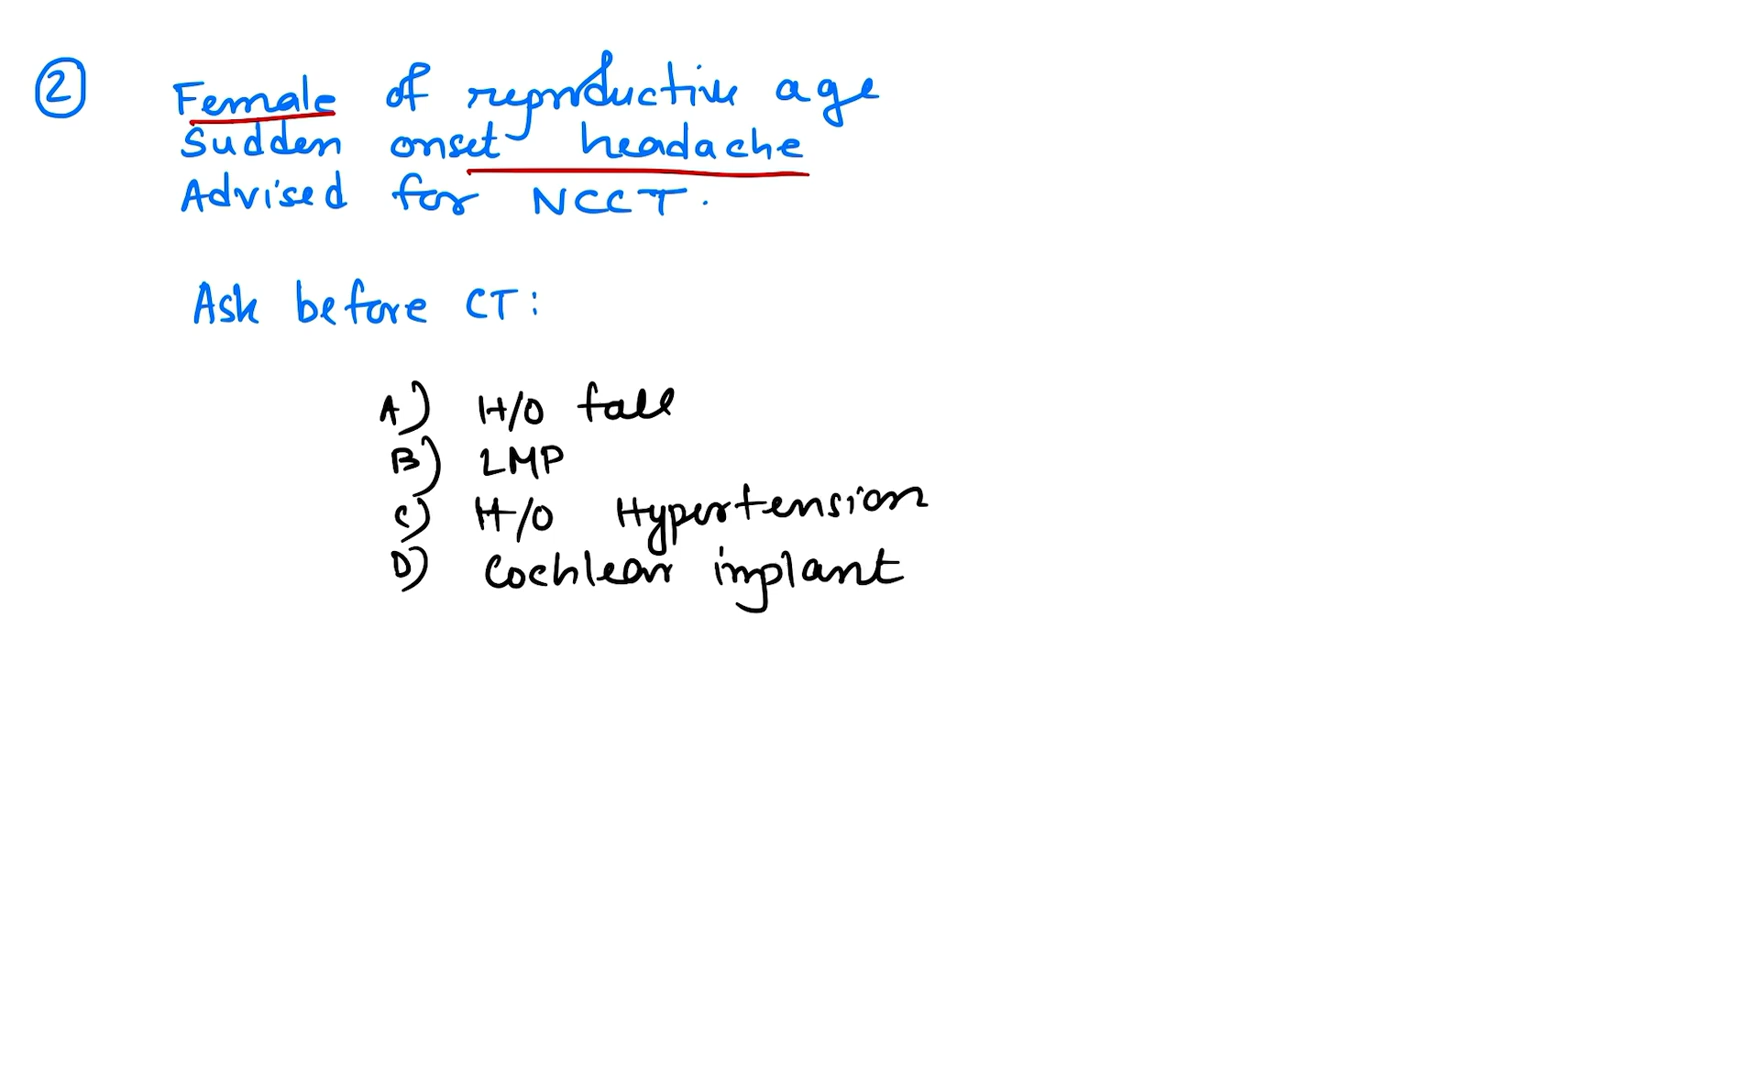 2 Female of reproductive age
Sudden onset headache
Advised for NCCT.
Ask before CT:
A) H/O fall
B) LMP
C) H/O Hypertension
D) Cochlear implant